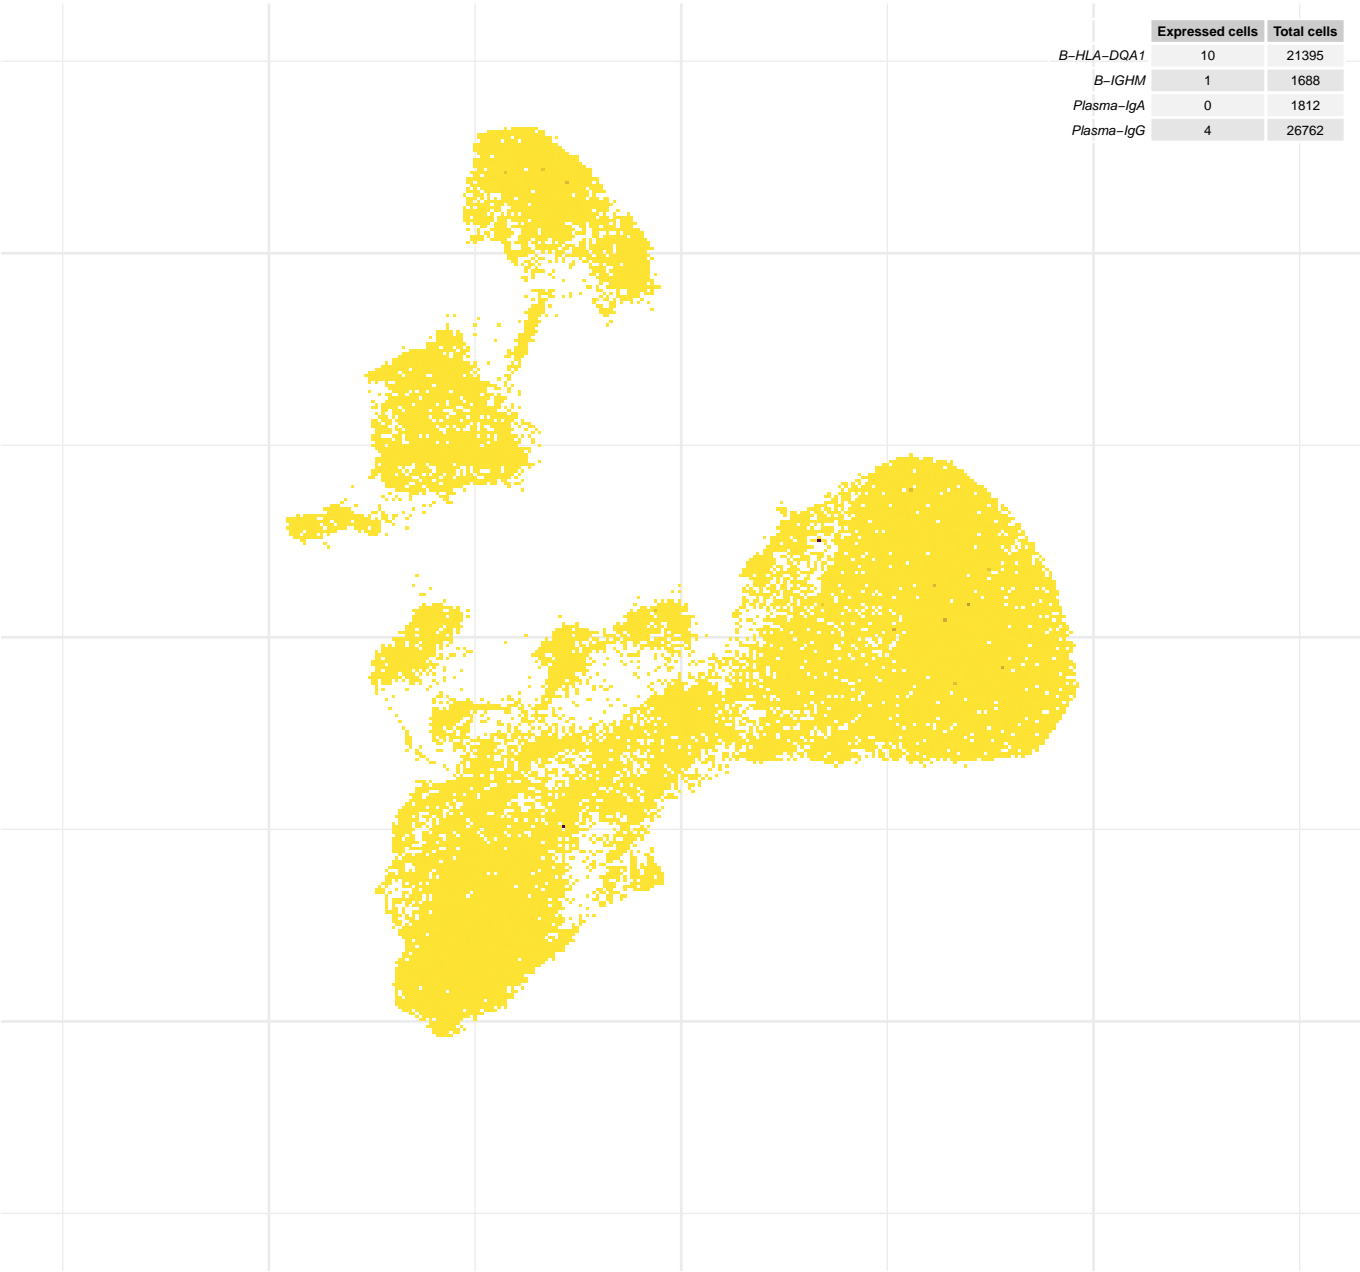 Expressed cells Total cells
B−HLA−DQA1 10 21395
B−IGHM 1 1688
Plasma−IgA 0 1812
Plasma−IgG 4 26762